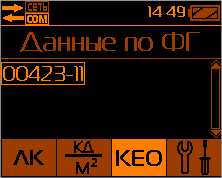 СЕТЬ
COM
14 49
Данные по ФГ
00423-11
ЛК
КД/М² КЕО